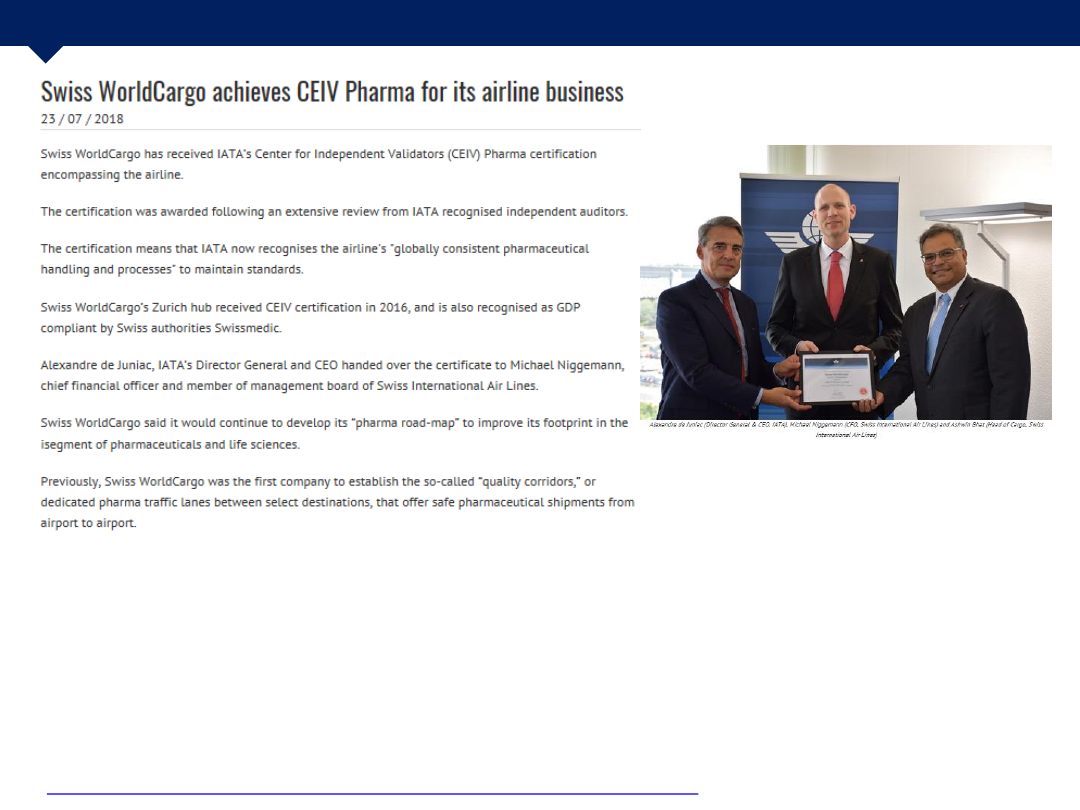 Swiss WorldCargo achieves CEIV Pharma for its airline business
23 / 07 / 2018
Swiss WorldCargo has received IATA's Center for Independent Validators (CEIV) Pharma certification
encompassing the airline.
The certification was awarded following an extensive review from IATA recognised independent auditors.
The certification means that IATA now recognises the airline's "globally consistent pharmaceutical
handling and processes" to maintain standards.
Swiss WorldCargo's Zurich hub received CEIV certification in 2016, and is also recognised as GDP
compliant by Swiss authorities Swissmedic.
Alexandre de Juniac, IATA's Director General and CEO handed over the certificate to Michael Niggemann,
chief financial officer and member of management board of Swiss International Air Lines.
Swiss WorldCargo said it would continue to develop its "pharma road-map" to improve its footprint in the
isegment of pharmaceuticals and life sciences.
Previously, Swiss WorldCargo was the first company to establish the so-called "quality corridors," or
dedicated pharma traffic lanes between select destinations, that offer safe pharmaceutical shipments from
airport to airport.
Alexandre de Juniac (Director General & CEO, IATA), Michael Niggemann (CFO, Swiss International Air Lines) and Ashwin Bhat (Head of Cargo, Swiss
International Air Lines)